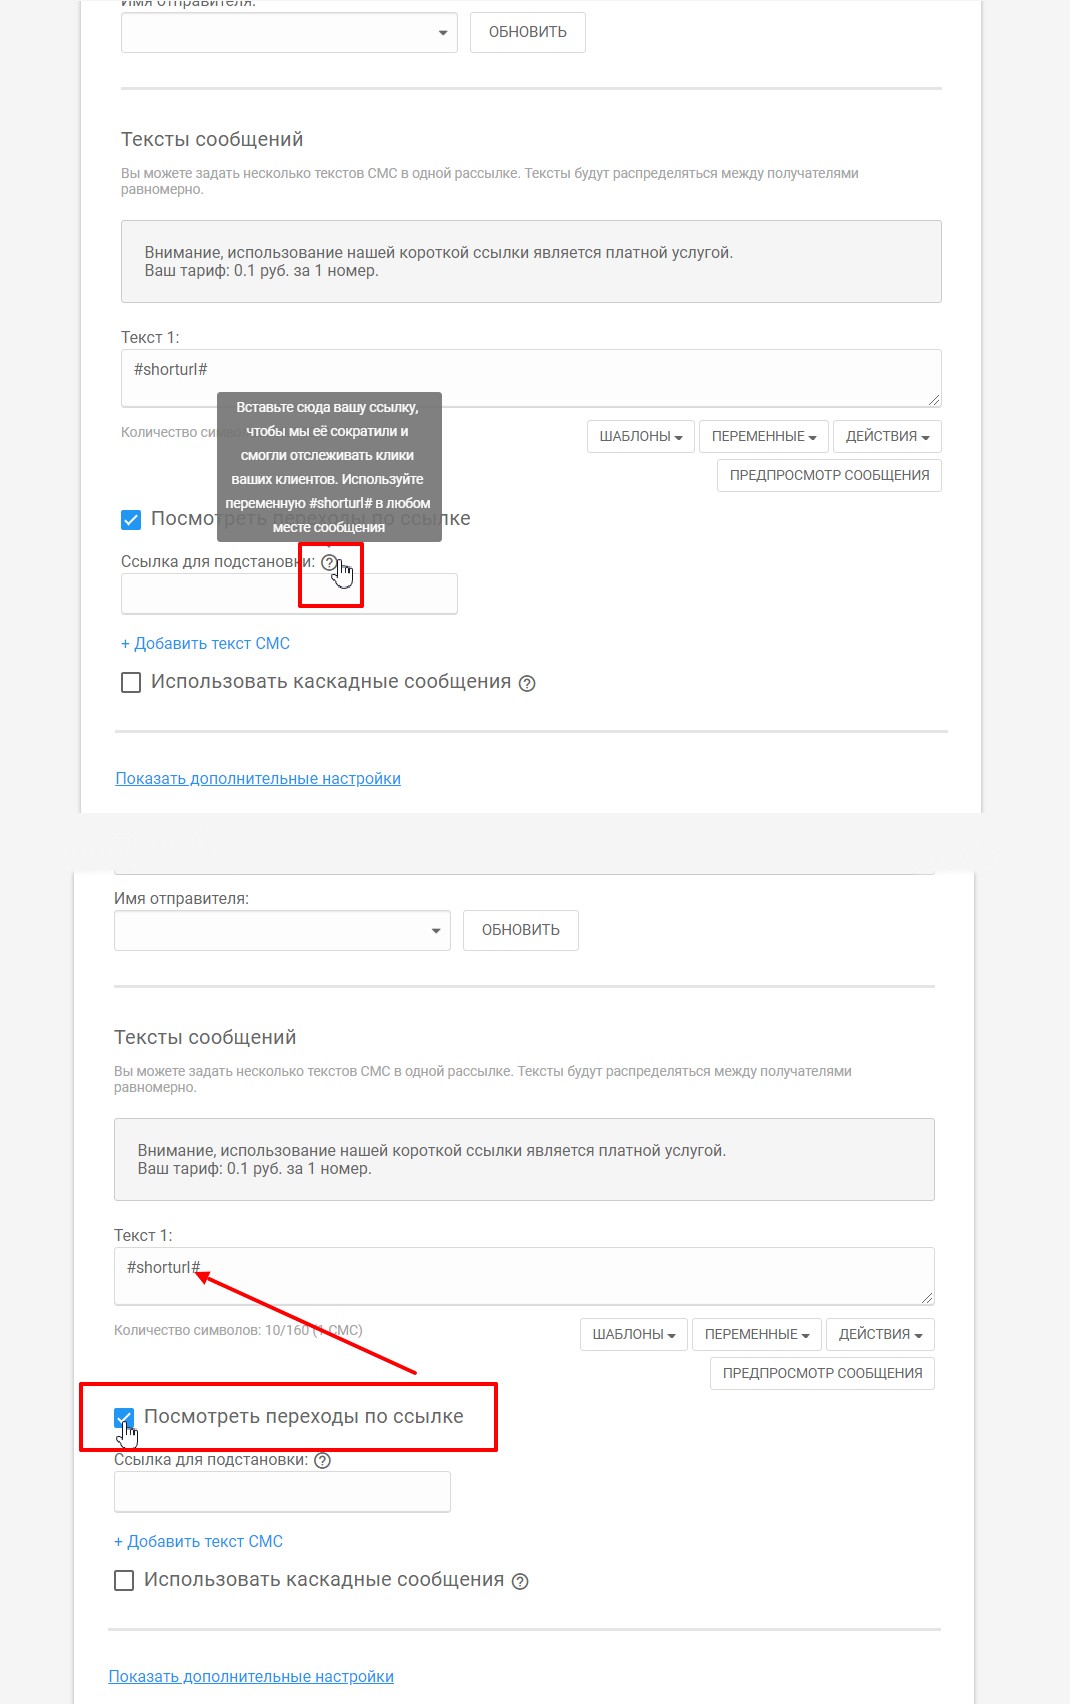 Имя отправителя:
ОБНОВИТЬ
Тексты сообщений
Вы можете задать несколько текстов СМС в одной рассылке. Тексты будут распределяться между получателями
равномерно.
Внимание, использование нашей короткой ссылки является платной услугой.
Ваш тариф: 0.1 руб. за 1 номер.
Текст 1:
#shorturl#
Вставьте сюда вашу ссылку,
чтобы мы её сократили и
смогли отслеживать клики
ваших клиентов. Используйте
переменную #shorturl# в любом
месте сообщения
Количество
ШАБЛОНЫ ПЕРЕМЕННЫЕ ДЕЙСТВИЯ
ПРЕДПРОСМОТР СООБЩЕНИЯ
Посмотреть переходы по ссылке
Ссылка для подстановки:
+ Добавить текст СМС
Использовать каскадные сообщения
Показать дополнительные настройки
Имя отправителя:
ОБНОВИТЬ
Тексты сообщений
Вы можете задать несколько текстов СМС в одной рассылке. Тексты будут распределяться между получателями
равномерно.
Внимание, использование нашей короткой ссылки является платной услугой.
Ваш тариф: 0.1 руб. за 1 номер.
Текст 1:
#shorturl#
Количество символов: 10/160 (1 СМС)
ШАБЛОНЫ ПЕРЕМЕННЫЕ ДЕЙСТВИЯ
ПРЕДПРОСМОТР СООБЩЕНИЯ
Посмотреть переходы по ссылке
Ссылка для подстановки:
+ Добавить текст СМС
Использовать каскадные сообщения
Показать дополнительные настройки